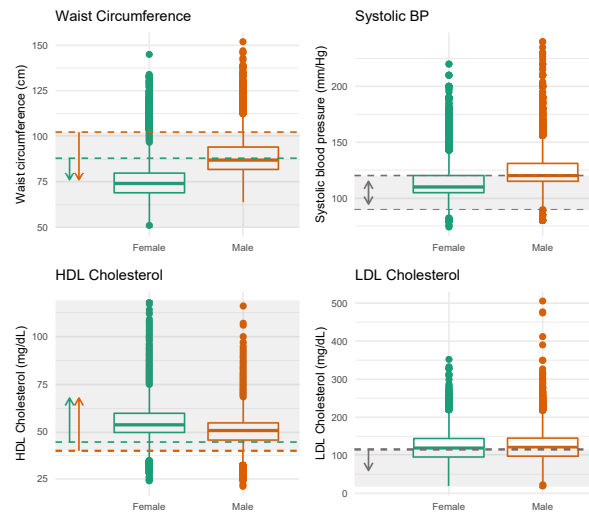 Waist Circumference
Waist circumference (cm)
150
125
100
75
50
Female
Male
Systolic BP
Systolic blood pressure (mm/Hg)
200
150
100
Female
Male
HDL Cholesterol
HDL Cholesterol (mg/dL)
100
75
50
25
Female
Male
LDL Cholesterol
LDL Cholesterol (mg/dL)
500
400
300
200
100
0
Female
Male